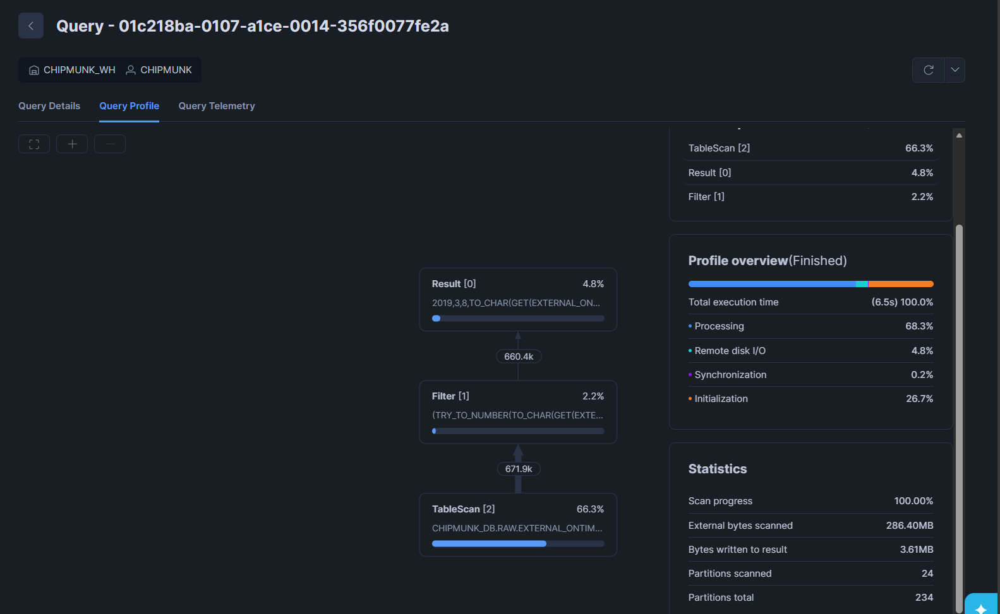 Query - 01c218ba-0107-a1ce-0014-356f0077fe2a
CHIPMUNK_WH CHIPMUNK
Query Details Query Profile Query Telemetry
TableScan [2] 66.3%
Result [0] 4.8%
Filter [1] 2.2%
Profile overview(Finished)
Total execution time (6.5s) 100.0%
Processing 68.3%
Remote disk I/O 4.8%
Synchronization 0.2%
Initialization 26.7%
Statistics
Scan progress 100.00%
External bytes scanned 286.40MB
Bytes written to result 3.61MB
Partitions scanned 24
Partitions total 234
Result [0] 4.8%
2019,3,8,TO_CHAR(GET(EXTERNAL_ON...
660.4k
Filter [1] 2.2%
(TRY_TO_NUMBER(TO_CHAR(GET(EXTE...
671.9k
TableScan [2] 66.3%
CHIPMUNK_DB.RAW.EXTERNAL_ONTIM...